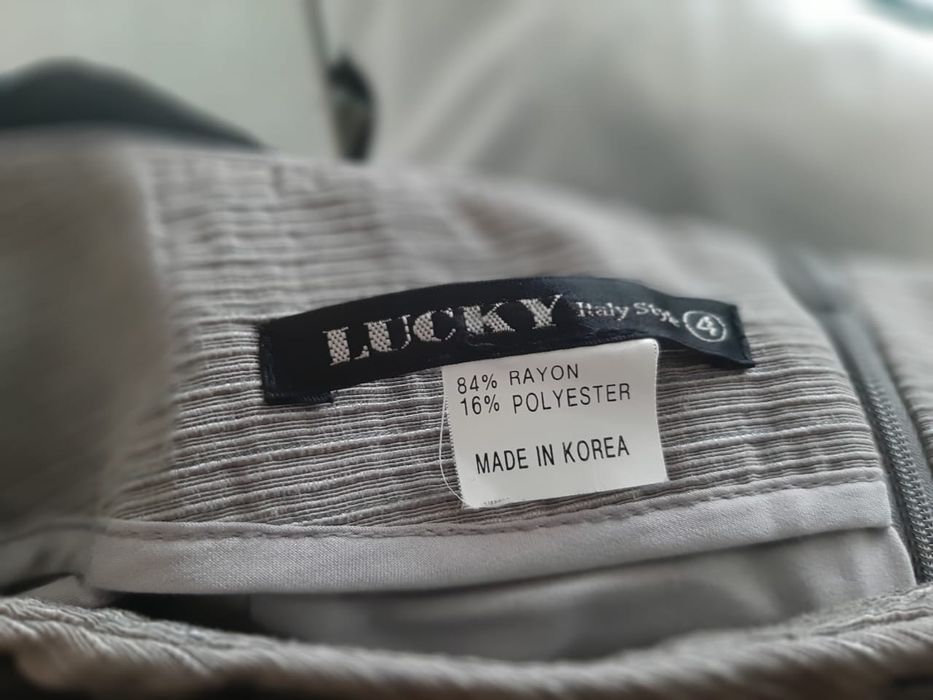 LUCKY Italy Style 4
84% RAYON
16% POLYESTER
MADE IN KOREA